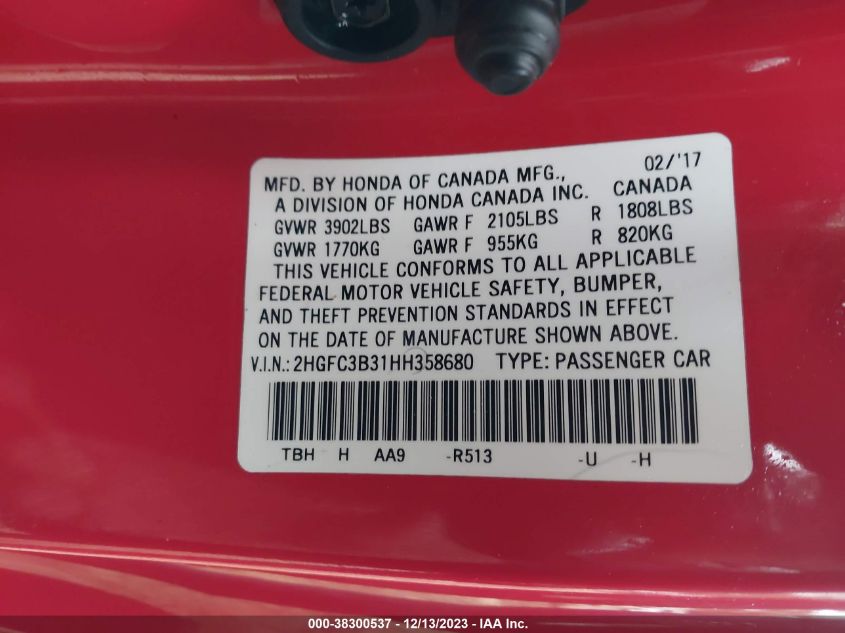 02/'17
MFD. BY HONDA OF CANADA MFG.,
A DIVISION OF HONDA CANADA INC. CANADA
GVWR 3902LBS GAWR F 2105LBS R 1808LBS
GVWR 1770KG GAWR F 955KG R 820KG
THIS VEHICLE CONFORMS TO ALL APPLICABLE
FEDERAL MOTOR VEHICLE SAFETY, BUMPER,
AND THEFT PREVENTION STANDARDS IN EFFECT
ON THE DATE OF MANUFACTURE SHOWN ABOVE.
V.I.N.: 2HGFC3B31HH358680 TYPE: PASSENGER CAR
TBH H AA9 -R513 -U -H
000-38300537 - 12/13/2023 - IAA Inc.